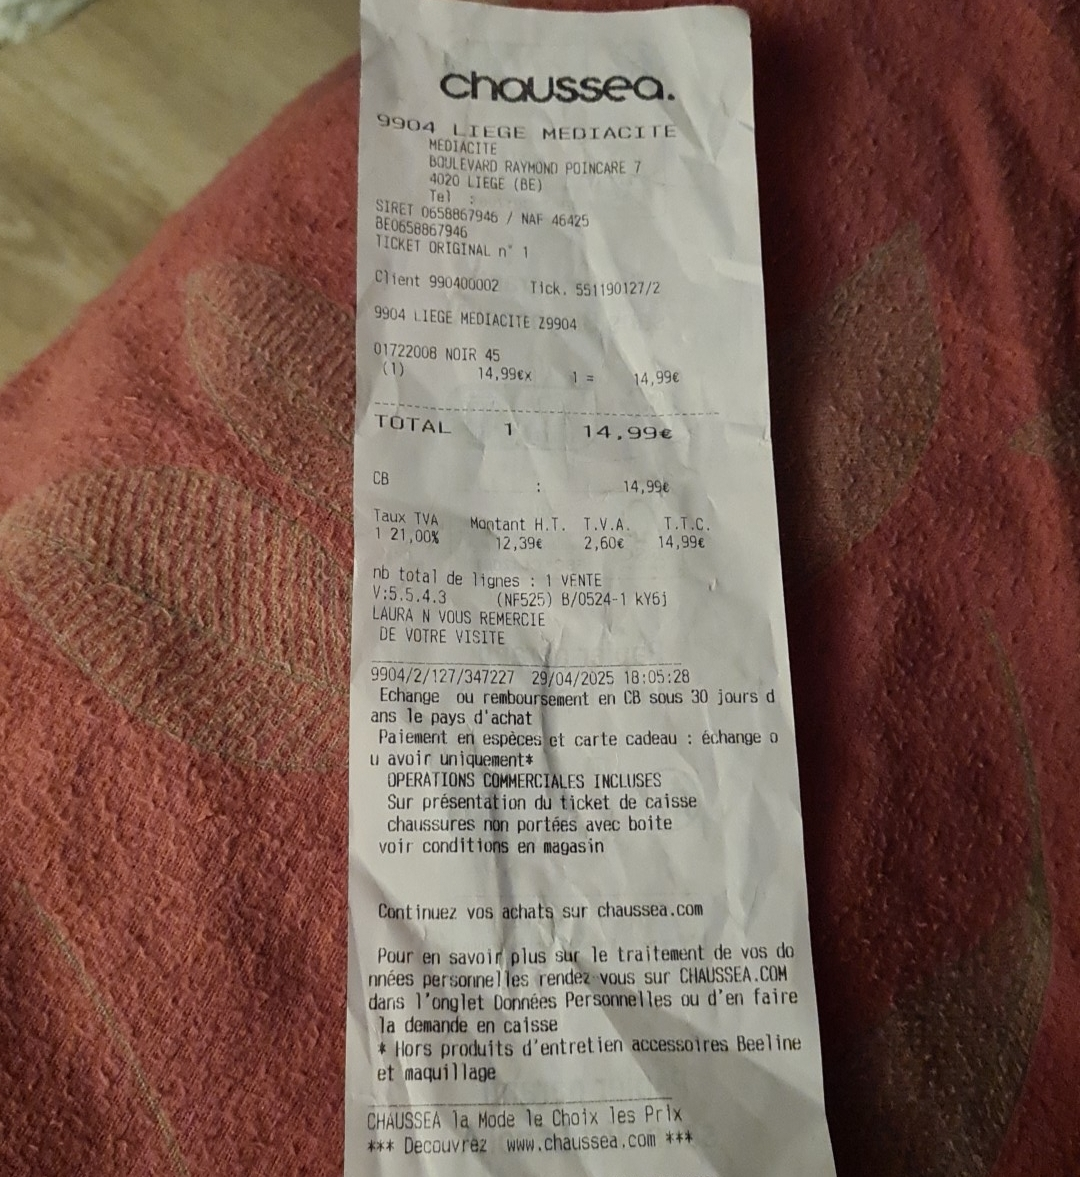 chaussea.
9904 LIEGE MEDIACITE
MEDIACITE
BOULEVARD RAYMOND POINCARE 7
4020 LIEGE (BE)
Tel :
SIRET 0658867946 / NAF 46425
BE0658867946
TICKET ORIGINAL n° 1
Client 990400002 Tick. 551190127/2
9904 LIEGE MEDIACITE Z9904
01722008 NOIR 45
(1) 14,99€x 1 = 14,99€
TOTAL 1 14,99€
CB : 14,99€
Taux TVA Montant H.T. T.V.A. T.T.C.
1 21,00% 12,39€ 2,60€ 14,99€
nb total de lignes : 1 VENTE
V:5.5.4.3 (NF525) B/0524-1 kY6j
LAURA N VOUS REMERCIE
DE VOTRE VISITE
9904/2/127/347227 29/04/2025 18:05:28
Echange ou remboursement en CB sous 30 jours d
ans le pays d'achat
Paiement en espèces et carte cadeau : échange o
u avoir uniquement*
OPERATIONS COMMERCIALES INCLUSES
Sur présentation du ticket de caisse
chaussures non portées avec boite
voir conditions en magasin
Continuez vos achats sur chaussea.com
Pour en savoir plus sur le traitement de vos do
nnées personnelles rendez-vous sur CHAUSSEA.COM
dans l'onglet Données Personnelles ou d'en faire
la demande en caisse
* Hors produits d'entretien accessoires Beeline
et maquillage
CHAUSSEA la Mode le Choix les Prix
*** Decouvrez www.chaussea.com ***